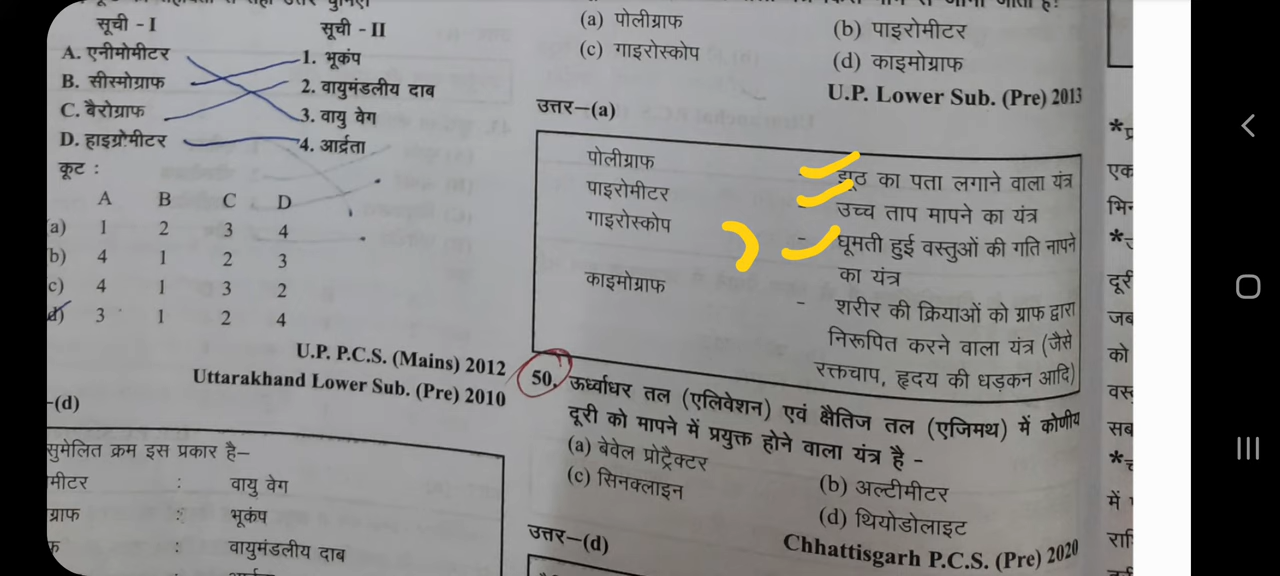 सूची - I
सूची - II
A. एनीमोमीटर
1. भूकंप
B. सीस्मोग्राफ
2. वायुमंडलीय दाब
C. बैरोग्राफ
3. वायु वेग
D. हाइग्रोमीटर
4. आर्द्रता
कूट :
A B C D
a) 1 2 3 4
b) 4 1 2 3
c) 4 1 3 2
d) 3 1 2 4
U.P. P.C.S. (Mains) 2012
Uttarakhand Lower Sub. (Pre) 2010
-(d)
सुमेलित क्रम इस प्रकार है–
मीटर : वायु वेग
ग्राफ : भूकंप
: वायुमंडलीय दाब
(a) पोलीग्राफ
(b) पाइरोमीटर
(c) गाइरोस्कोप
(d) काइमोग्राफ
U.P. Lower Sub. (Pre) 2013
उत्तर–(a)
पोलीग्राफ - झूठ का पता लगाने वाला यंत्र
पाइरोमीटर - उच्च ताप मापने का यंत्र
गाइरोस्कोप - घूमती हुई वस्तुओं की गति नापने
का यंत्र
काइमोग्राफ - शरीर की क्रियाओं को ग्राफ द्वारा
निरूपित करने वाला यंत्र (जैसे
रक्तचाप, हृदय की धड़कन आदि)
50. ऊर्ध्वाधर तल (एलिवेशन) एवं क्षैतिज तल (एजिमथ) में कोणीय
दूरी को मापने में प्रयुक्त होने वाला यंत्र है -
(a) बेवेल प्रोट्रैक्टर
(b) अल्टीमीटर
(c) सिनक्लाइन
(d) थियोडोलाइट
Chhattisgarh P.C.S. (Pre) 2020
उत्तर–(d)
एक
भि
दूरी
जब
को
वस्
सब
में